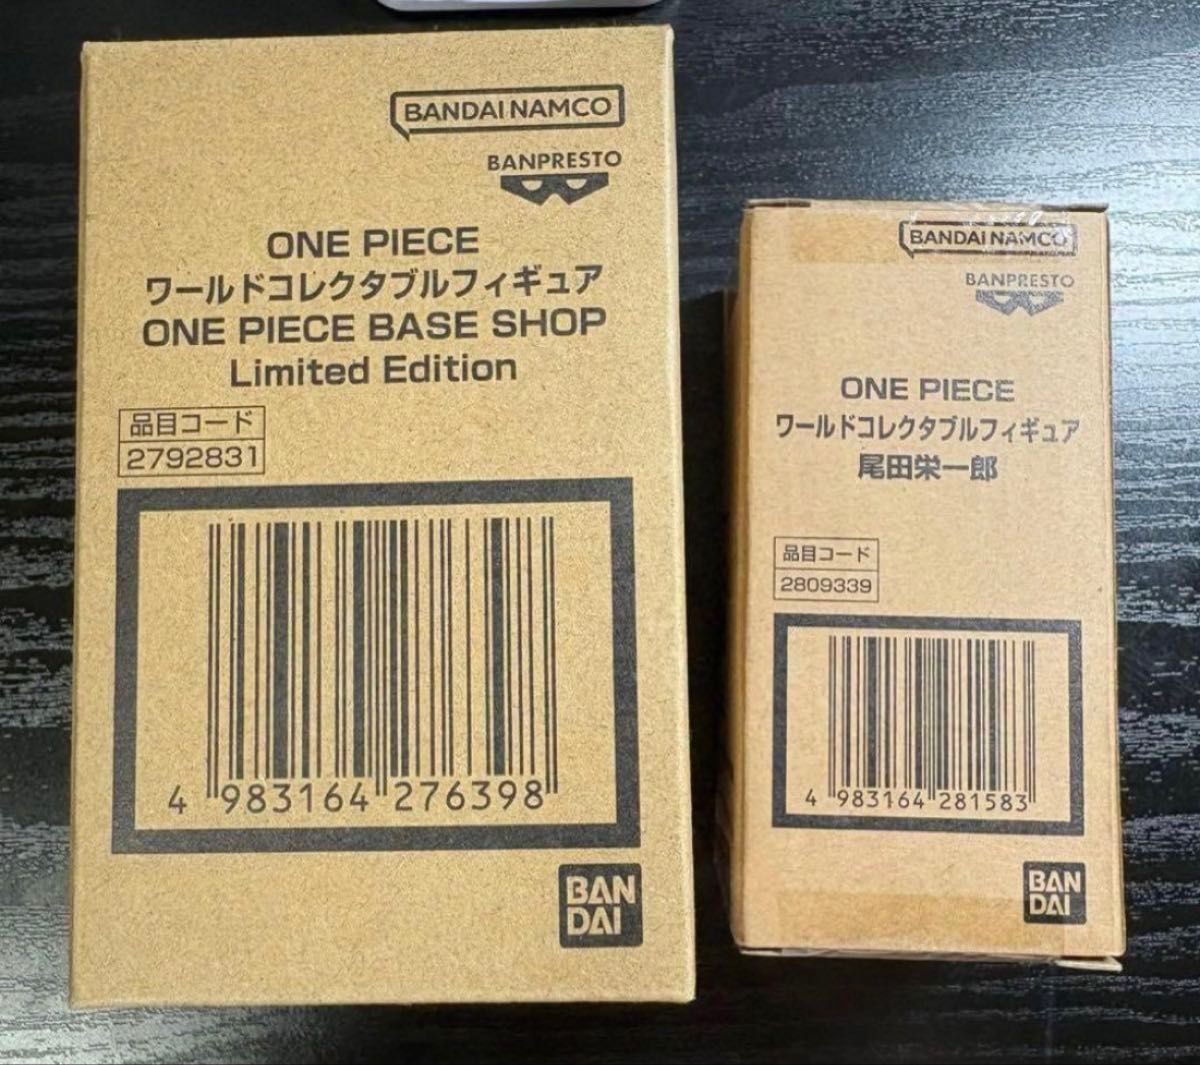 BANDAI NAMCO
BANPRESTO
ONE PIECE
ワールドコレクタブルフィギュア
ONE PIECE BASE SHOP
Limited Edition
品目コード
2792831
4 983164 276398
BAN
DAI
BANDAI NAMCO
BANPRESTO
ONE PIECE
ワールドコレクタブルフィギュア
尾田栄一郎
品目コード
2809339
4 983164 281583
BAN
DAI